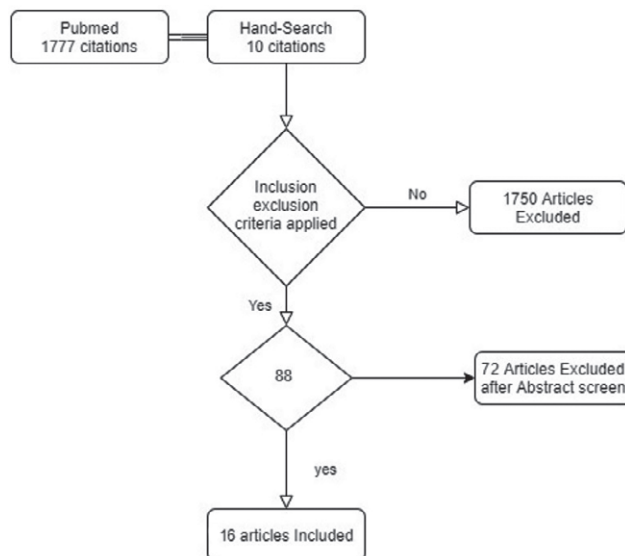 Pubmed
1777 citations
Hand-Search
10 citations
Inclusion
exclusion
criteria applied
No
1750 Articles
Excluded
Yes
88
72 Articles Excluded
after Abstract screen
yes
16 articles Included